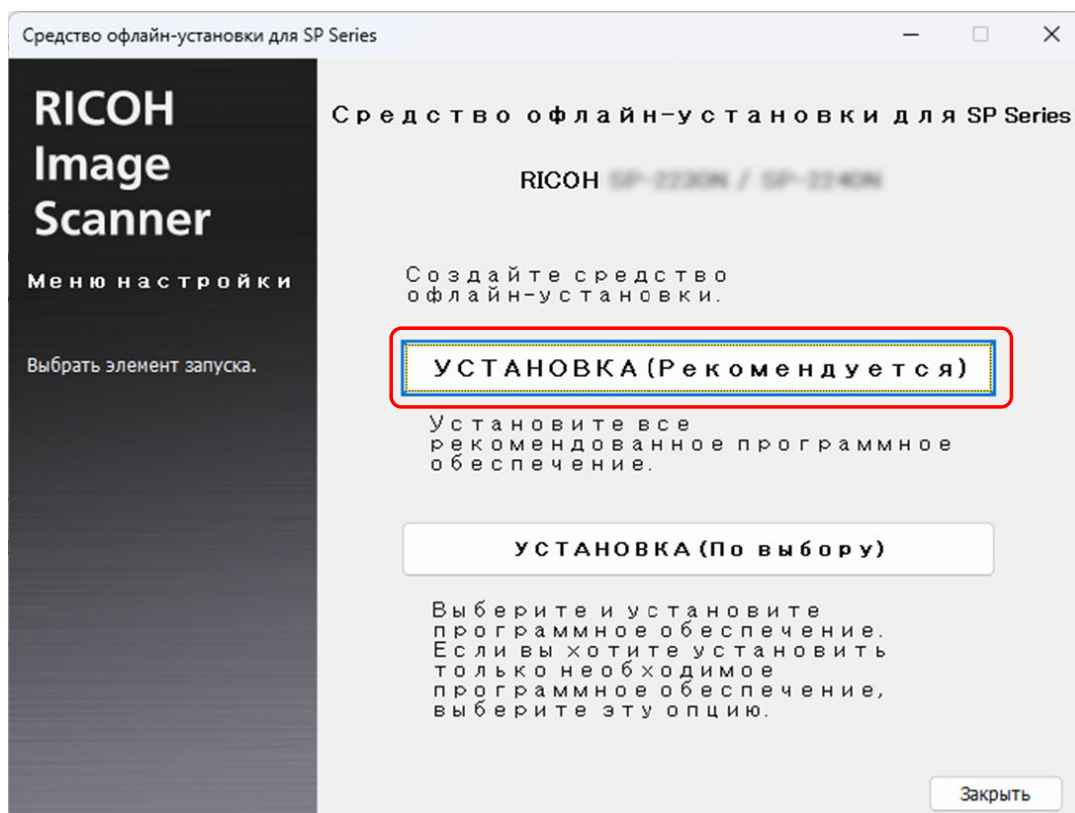 Средство офлайн-установки для SP Series
RICOH
Image
Scanner
Меню настройки
Выбрать элемент запуска.
Средство офлайн-установки для SP Series
RICOH
Создайте средство
офлайн-установки.
УСТАНОВКА(Рекомендуется)
Установите все
рекомендованное программное
обеспечение.
УСТАНОВКА(По выбору)
Выберите и установите
программное обеспечение.
Если вы хотите установить
только необходимое
программное обеспечение,
выберите эту опцию.
Закрыть